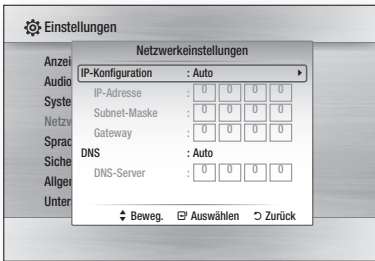 Einstellungen
Netzwerkeinstellungen
Anzei
IP-Konfiguration : Auto
Audio
IP-Adresse : 0 0 0 0
Syste
Subnet-Maske : 0 0 0 0
Netzw
Gateway : 0 0 0 0
Sprac
DNS : Auto
Siche
DNS-Server : 0 0 0 0
Allger
Unter
Beweg. Auswählen Zurück